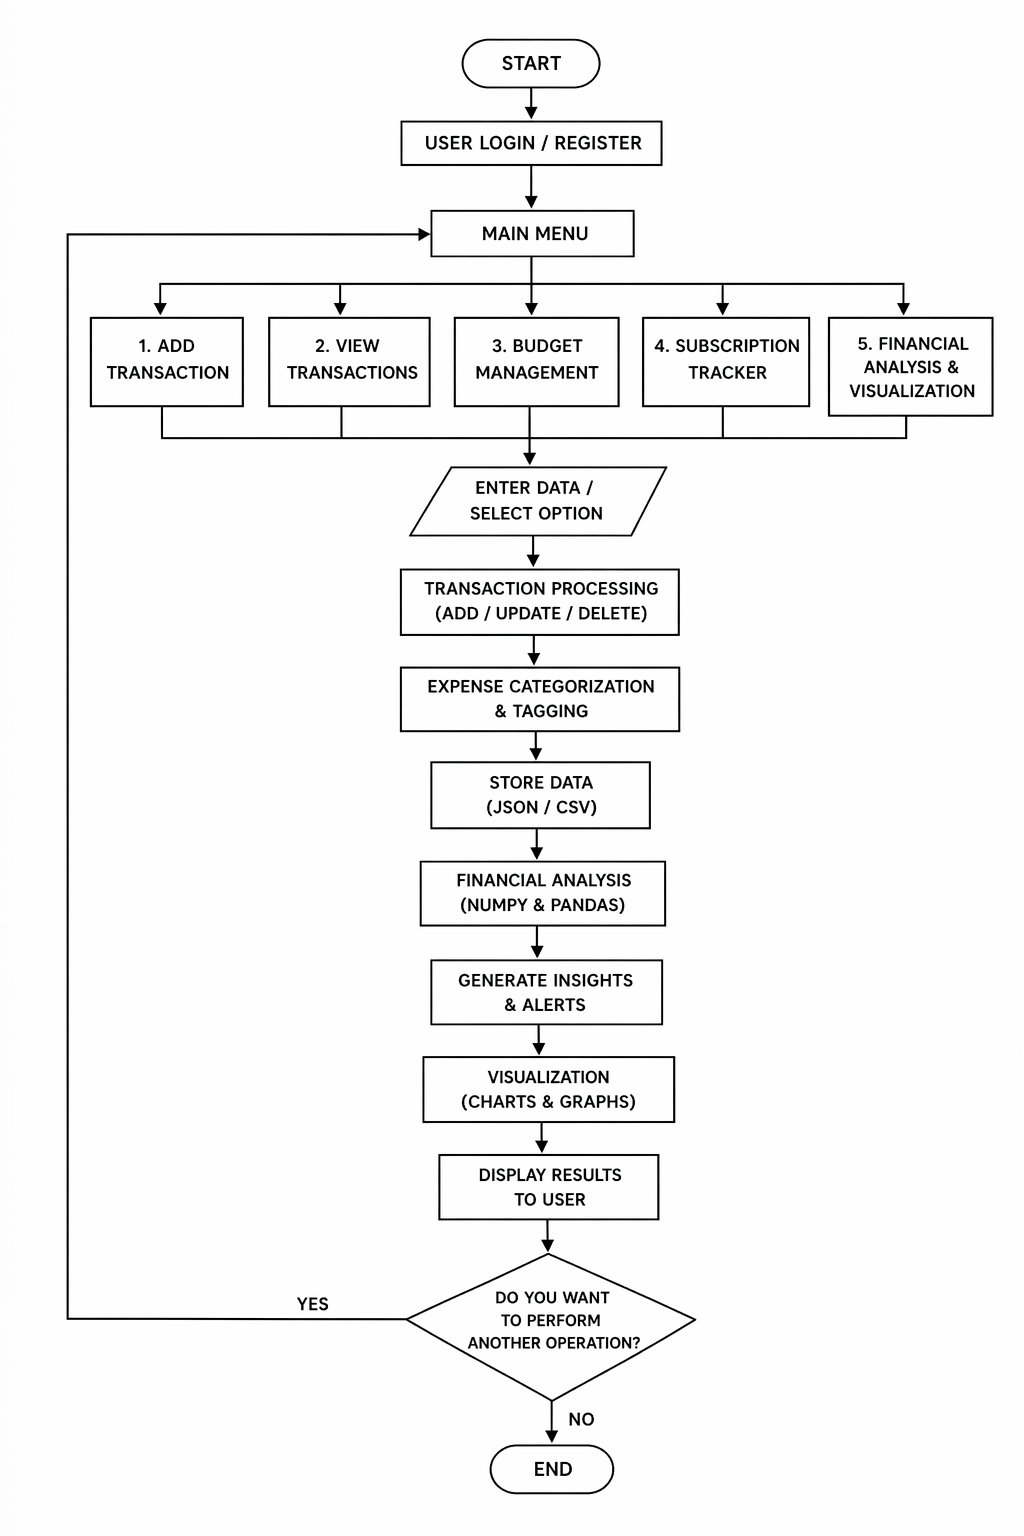 START
USER LOGIN / REGISTER
MAIN MENU
1. ADD
TRANSACTION
2. VIEW
TRANSACTIONS
3. BUDGET
MANAGEMENT
4. SUBSCRIPTION
TRACKER
5. FINANCIAL
ANALYSIS &
VISUALIZATION
ENTER DATA /
SELECT OPTION
TRANSACTION PROCESSING
(ADD / UPDATE / DELETE)
EXPENSE CATEGORIZATION
& TAGGING
STORE DATA
(JSON / CSV)
FINANCIAL ANALYSIS
(NUMPY & PANDAS)
GENERATE INSIGHTS
& ALERTS
VISUALIZATION
(CHARTS & GRAPHS)
DISPLAY RESULTS
TO USER
DO YOU WANT
TO PERFORM
ANOTHER OPERATION?
YES
NO
END